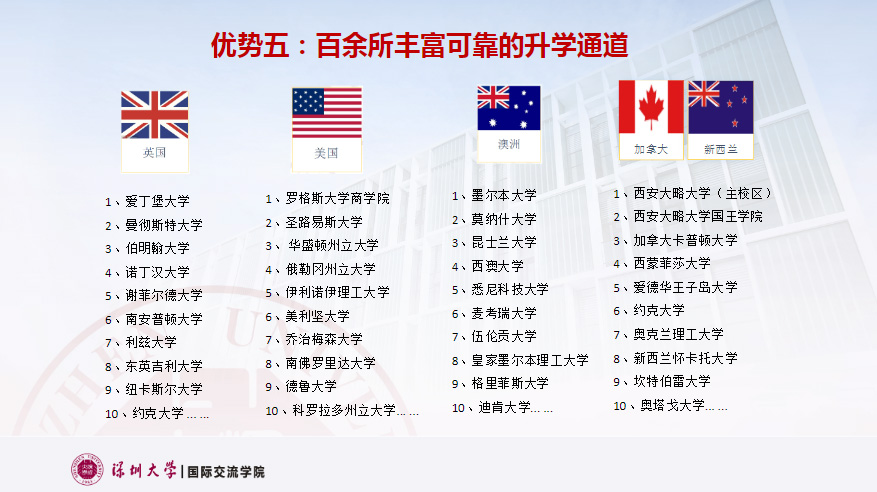 优势五：百余所丰富可靠的升学通道
英国
1、爱丁堡大学
2、曼彻斯特大学
3、伯明翰大学
4、诺丁汉大学
5、谢菲尔德大学
6、南安普顿大学
7、利兹大学
8、东英吉利大学
9、纽卡斯尔大学
10、约克大学……
美国
1、罗格斯大学商学院
2、圣路易斯大学
3、 华盛顿州立大学
4、俄勒冈州立大学
5、伊利诺伊理工大学
6、美利坚大学
7、乔治梅森大学
8、南佛罗里达大学
9、德鲁大学
10、科罗拉多州立大学……
澳洲
1、墨尔本大学
2、莫纳什大学
3、昆士兰大学
4、西澳大学
5、悉尼科技大学
6、麦考瑞大学
7、伍伦贡大学
8、皇家墨尔本理工大学
9、格里菲斯大学
10、迪肯大学……
加拿大 新西兰
1、西安大略大学（主校区）
2、西安大略大学国王学院
3、加拿大卡普顿大学
4、西蒙菲莎大学
5、爱德华王子岛大学
6、约克大学
7、奥克兰理工大学
8、新西兰怀卡托大学
9、坎特伯雷大学
10、奥塔戈大学……
深圳大学|国际交流学院